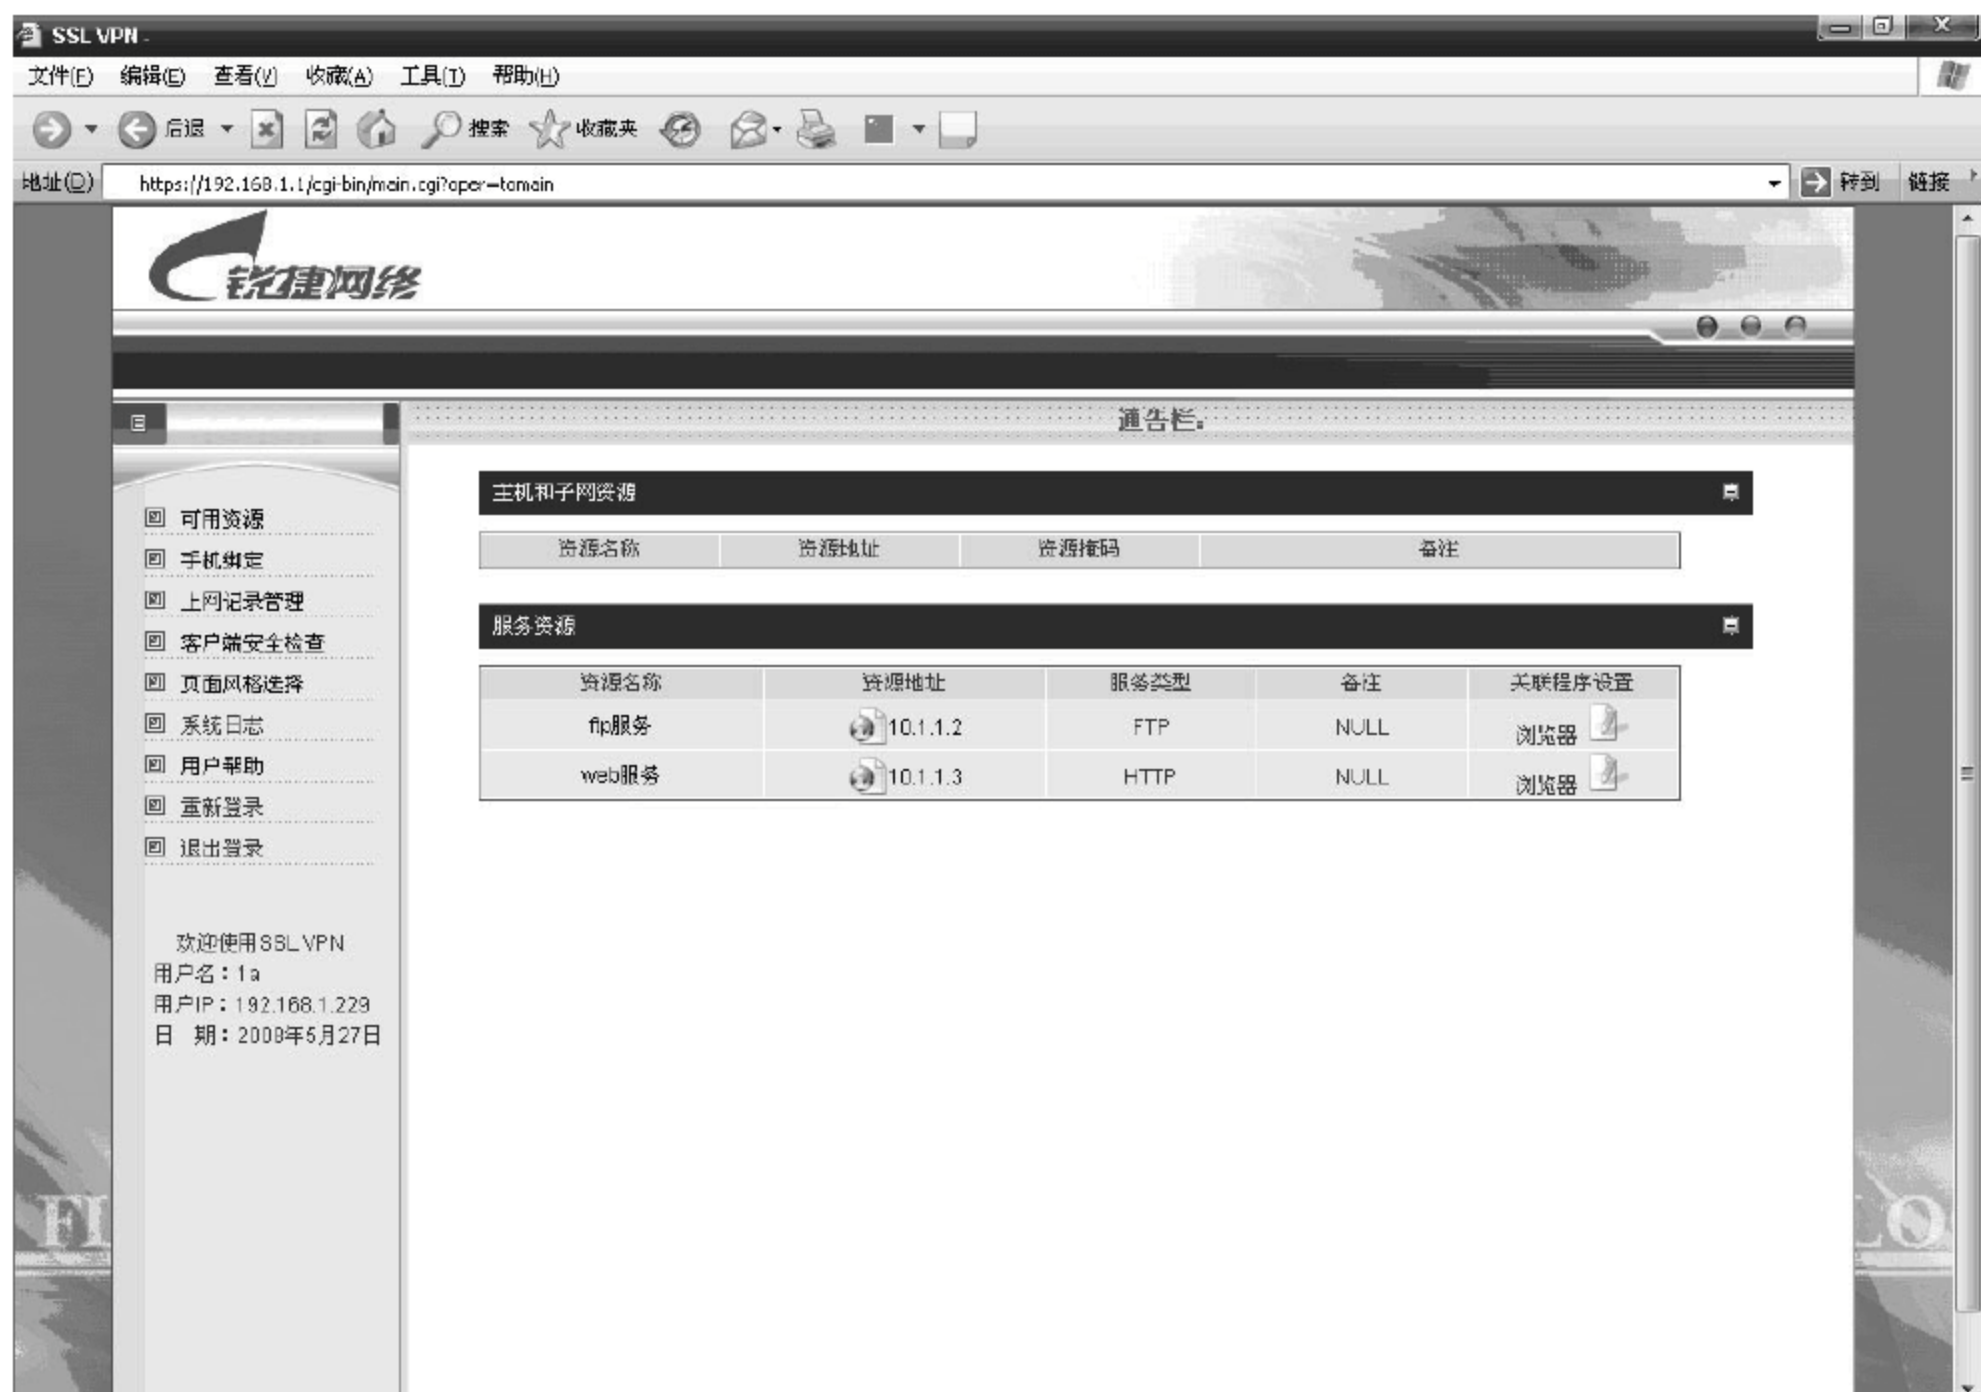 SSL VPN -
文件(F) 编辑(E) 查看(V) 收藏(A) 工具(T) 帮助(H)
后退 搜索 收藏夹
地址(D) https://192.168.1.1/cgi-bin/main.cgi?oper=tomain 转到 链接
锐捷网络
通告栏:
可用资源
手机绑定
上网记录管理
客户端安全检查
页面风格选择
系统日志
用户帮助
重新登录
退出登录
欢迎使用SSL VPN
用户名：1a
用户IP：192.168.1.229
日 期：2008年5月27日
主机和子网资源
资源名称 资源地址 资源掩码 备注
服务资源
资源名称 资源地址 服务类型 备注 关联程序设置
ftp服务 10.1.1.2 FTP NULL 浏览器
web服务 10.1.1.3 HTTP NULL 浏览器